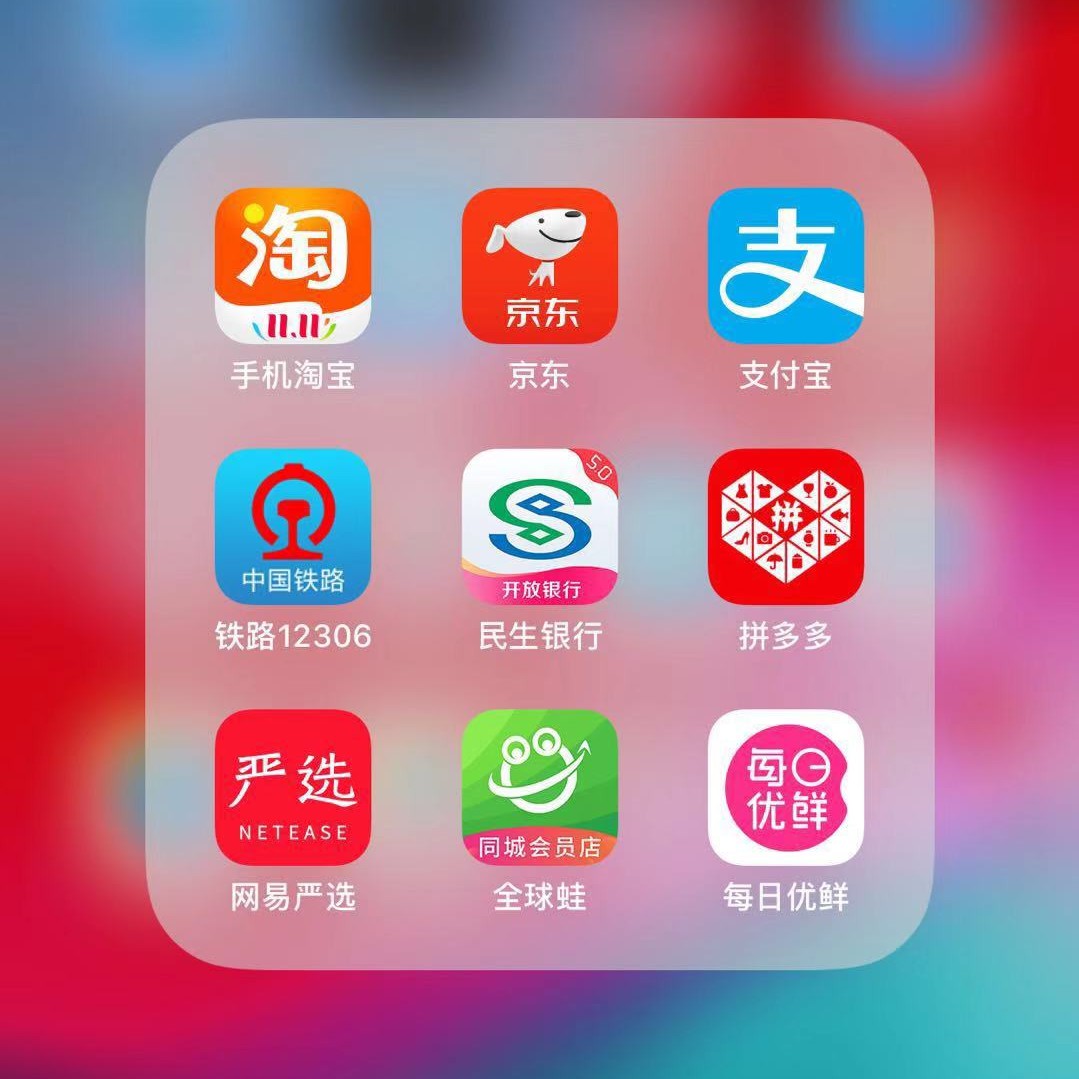 淘
11.11
手机淘宝
京东
京东
支
支付宝
中国铁路
铁路12306
5.0
开放银行
民生银行
拼
拼多多
严选
NETEASE
网易严选
同城会员店
全球蛙
每日
优鲜
每日优鲜